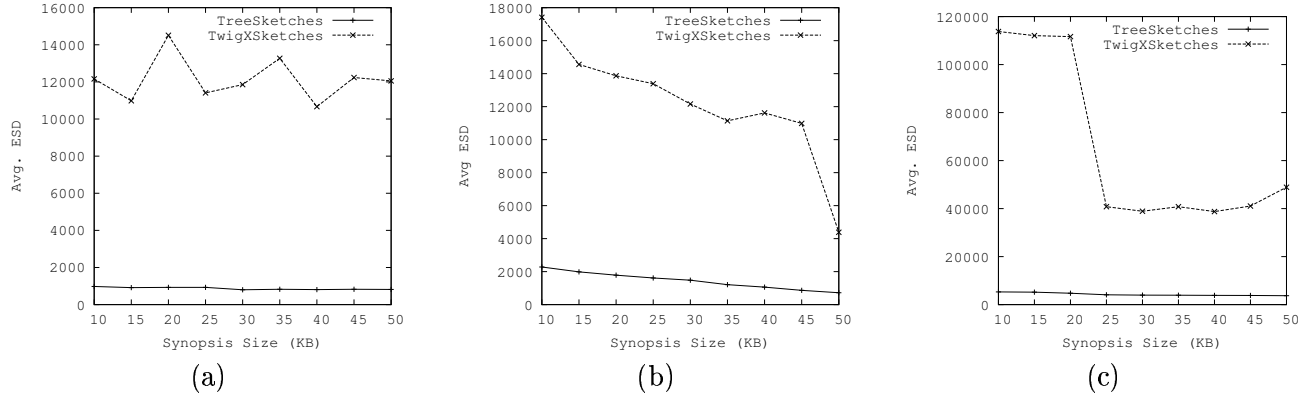 16000
14000
12000
10000
8000
6000
4000
2000
0
Avg. ESD
TreeSketches
TwigXSketches
10 15 20 25 30 35 40 45 50
Synopsis Size (KB)
(a)
18000
16000
14000
12000
10000
8000
6000
4000
2000
0
Avg ESD
TreeSketches
TwigXSketches
10 15 20 25 30 35 40 45 50
Synopsis Size (KB)
(b)
120000
100000
80000
60000
40000
20000
0
Avg. ESD
TreeSketches
TwigXSketches
10 15 20 25 30 35 40 45 50
Synopsis Size (KB)
(c)